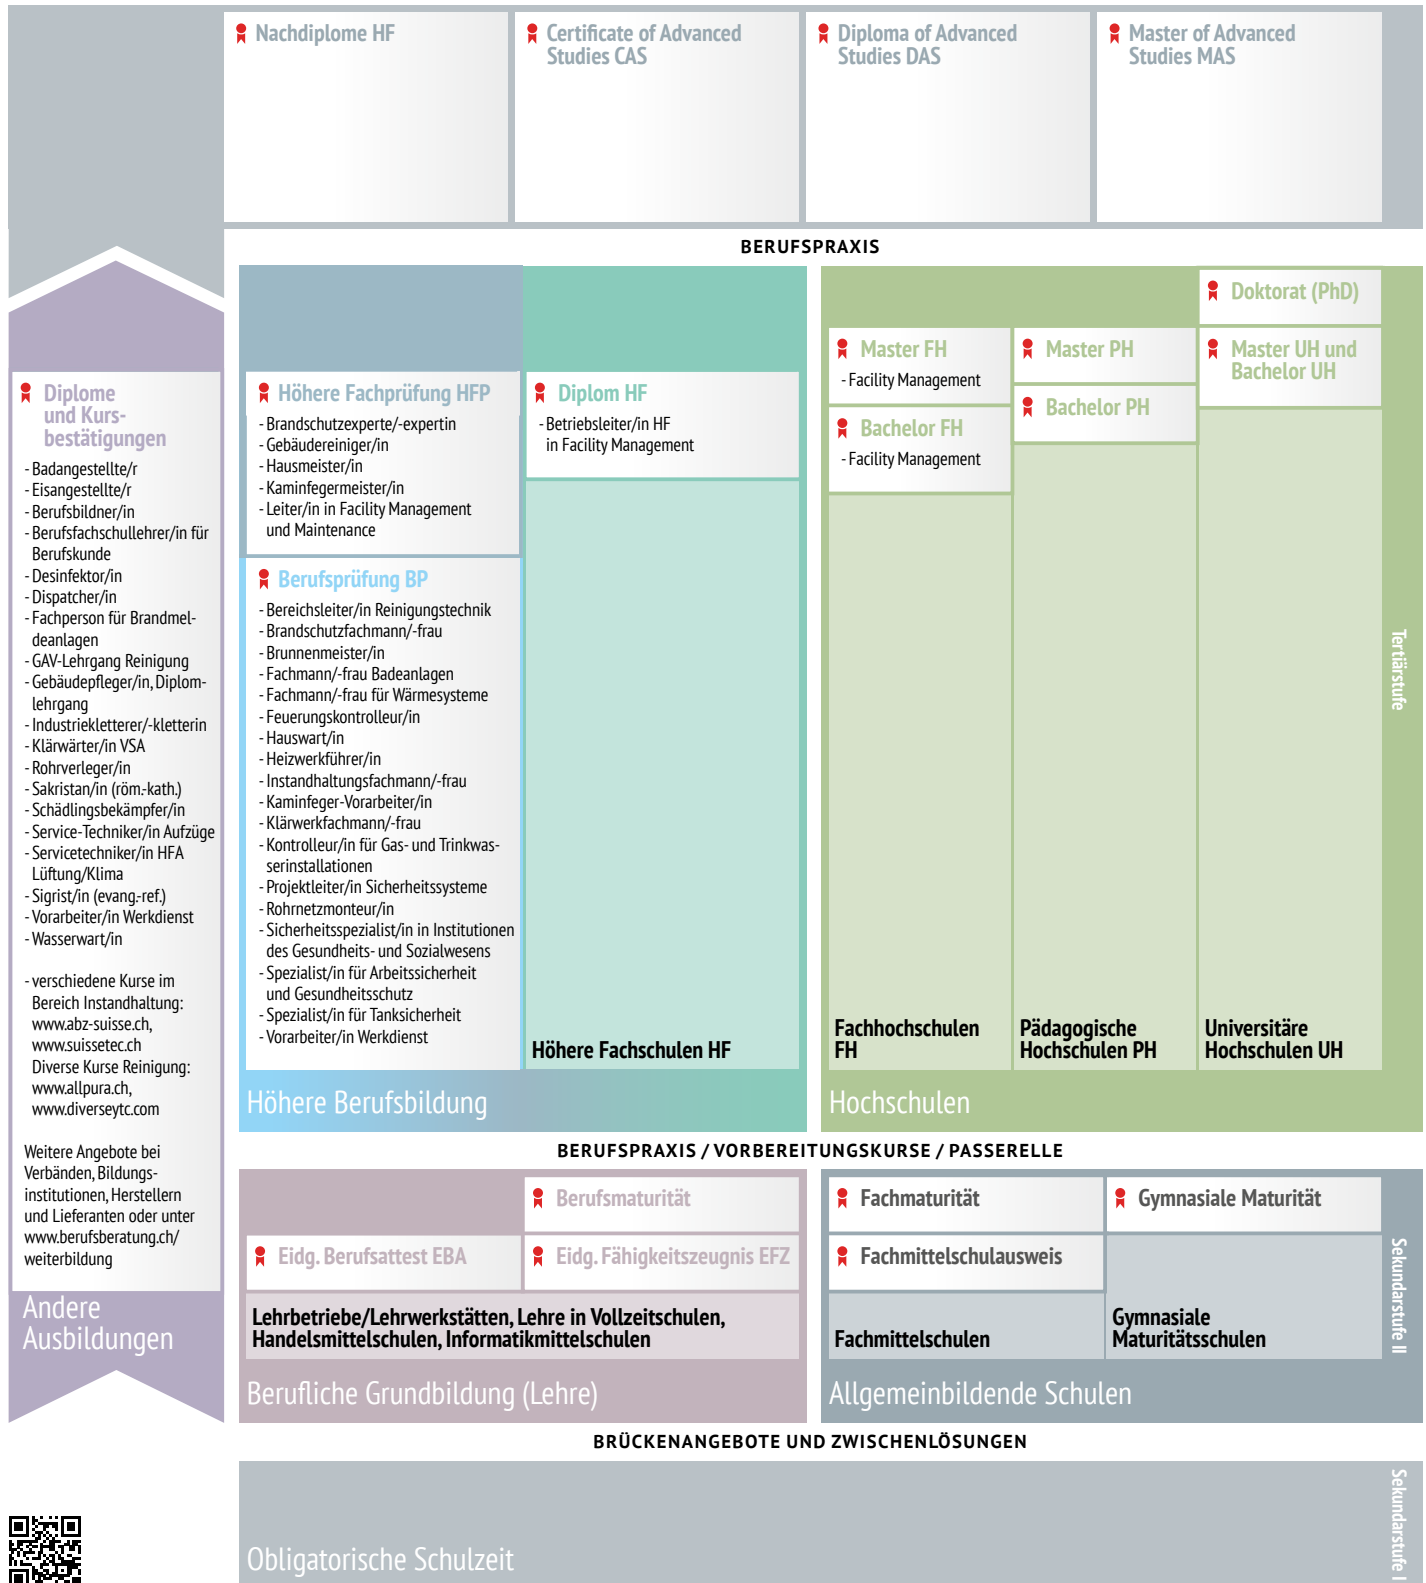 Nachdiplome HF
Certificate of Advanced
Studies CAS
Diploma of Advanced
Studies DAS
Master of Advanced
Studies MAS
BERUFSPRAXIS
Diplome
und Kurs-
bestätigungen
- Badangestellte/r
- Eisangestellte/r
- Berufsbildner/in
- Berufsfachschullehrer/in für
Berufskunde
- Desinfektor/in
- Dispatcher/in
- Fachperson für Brandmel-
deanlagen
- GAV-Lehrgang Reinigung
- Gebäudepfleger/in, Diplom-
lehrgang
- Industriekletterer/-kletterin
- Klärwärter/in VSA
- Rohrverleger/in
- Sakristan/in (röm.-kath.)
- Schädlingsbekämpfer/in
- Service-Techniker/in Aufzüge
- Servicetechniker/in HFA
Lüftung/Klima
- Sigrist/in (evang.-ref.)
- Vorarbeiter/in Werkdienst
- Wasserwart/in
- verschiedene Kurse im
Bereich Instandhaltung:
www.abz-suisse.ch,
www.suissetec.ch
Diverse Kurse Reinigung:
www.allpura.ch,
www.diverseytc.com
Weitere Angebote bei
Verbänden, Bildungs-
institutionen, Herstellern
und Lieferanten oder unter
www.berufsberatung.ch/
weiterbildung
Andere
Ausbildungen
Höhere Fachprüfung HFP
- Brandschutzexperte/-expertin
- Gebäudereiniger/in
- Hausmeister/in
- Kaminfegermeister/in
- Leiter/in in Facility Management
und Maintenance
Berufsprüfung BP
- Bereichsleiter/in Reinigungstechnik
- Brandschutzfachmann/-frau
- Brunnenmeister/in
- Fachmann/-frau Badeanlagen
- Fachmann/-frau für Wärmesysteme
- Feuerungskontrolleur/in
- Hauswart/in
- Heizwerkführer/in
- Instandhaltungsfachmann/-frau
- Kaminfeger-Vorarbeiter/in
- Klärwerkfachmann/-frau
- Kontrolleur/in für Gas- und Trinkwas-
serinstallationen
- Projektleiter/in Sicherheitssysteme
- Rohrnetzmonteur/in
- Sicherheitsspezialist/in in Institutionen
des Gesundheits- und Sozialwesens
- Spezialist/in für Arbeitssicherheit
und Gesundheitsschutz
- Spezialist/in für Tanksicherheit
- Vorarbeiter/in Werkdienst
Diplom HF
- Betriebsleiter/in HF
in Facility Management
Höhere Fachschulen HF
Höhere Berufsbildung
Master FH
- Facility Management
Bachelor FH
- Facility Management
Fachhochschulen
FH
Master PH
Bachelor PH
Pädagogische
Hochschulen PH
Doktorat (PhD)
Master UH und
Bachelor UH
Universitäre
Hochschulen UH
Hochschulen
Tertiärstufe
BERUFSPRAXIS / VORBEREITUNGSKURSE / PASSERELLE
Berufsmaturität
Eidg. Berufsattest EBA
Eidg. Fähigkeitszeugnis EFZ
Lehrbetriebe/Lehrwerkstätten, Lehre in Vollzeitschulen,
Handelsmittelschulen, Informatikmittelschulen
Berufliche Grundbildung (Lehre)
Fachmaturität
Gymnasiale Maturität
Fachmittelschulausweis
Fachmittelschulen
Gymnasiale
Maturitätsschulen
Allgemeinbildende Schulen
Sekundarstufe II
BRÜCKENANGEBOTE UND ZWISCHENLÖSUNGEN
Obligatorische Schulzeit
Sekundarstufe I